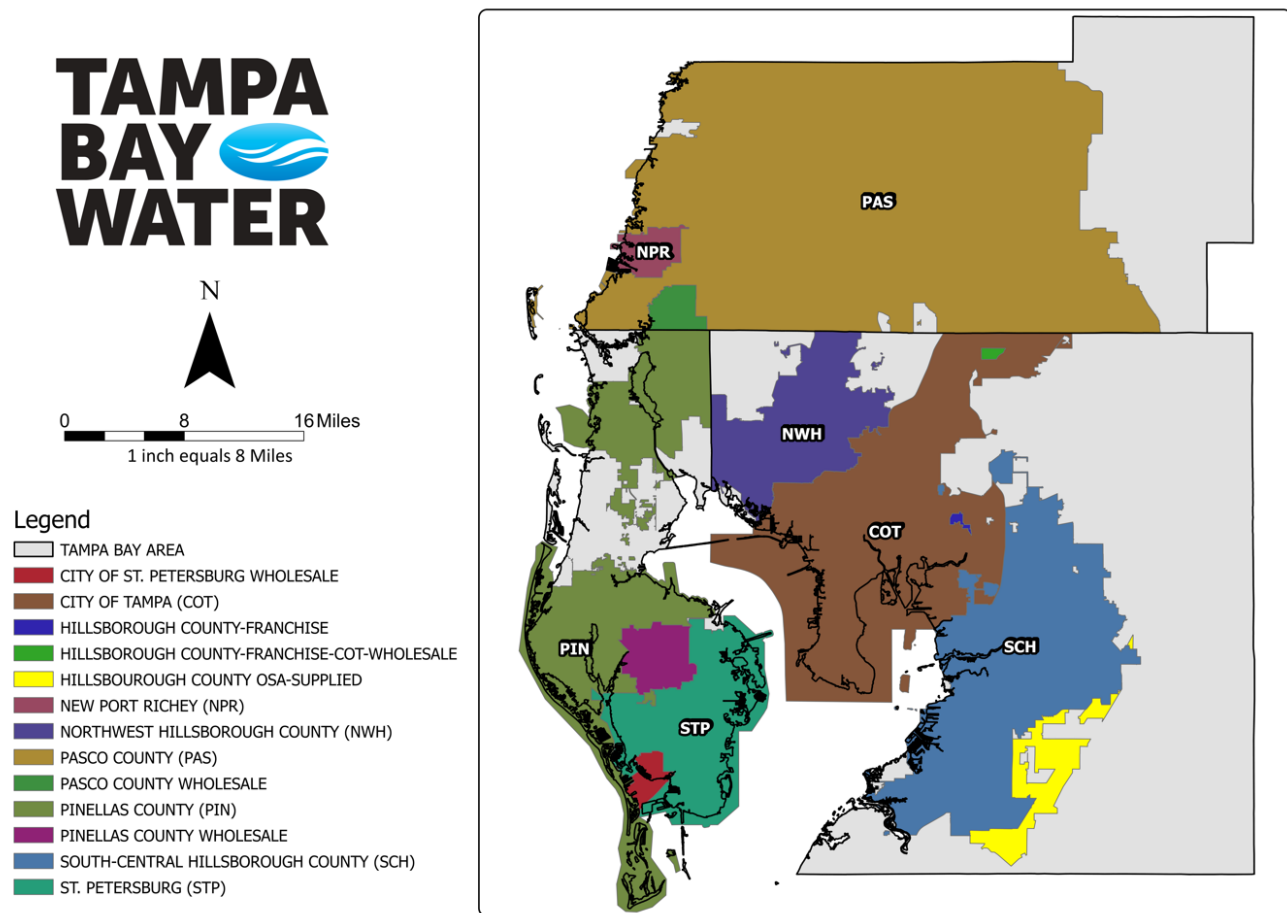 TAMPA
BAY
WATER
N
0 8 16 Miles
1 inch equals 8 Miles
Legend
TAMPA BAY AREA
CITY OF ST. PETERSBURG WHOLESALE
CITY OF TAMPA (COT)
HILLSBOROUGH COUNTY-FRANCHISE
HILLSBOROUGH COUNTY-FRANCHISE-COT-WHOLESALE
HILLSBOUROUGH COUNTY OSA-SUPPLIED
NEW PORT RICHEY (NPR)
NORTHWEST HILLSBOROUGH COUNTY (NWH)
PASCO COUNTY (PAS)
PASCO COUNTY WHOLESALE
PINELLAS COUNTY (PIN)
PINELLAS COUNTY WHOLESALE
SOUTH-CENTRAL HILLSBOROUGH COUNTY (SCH)
ST. PETERSBURG (STP)
PAS
NPR
NWH
COT
PIN
SCH
STP